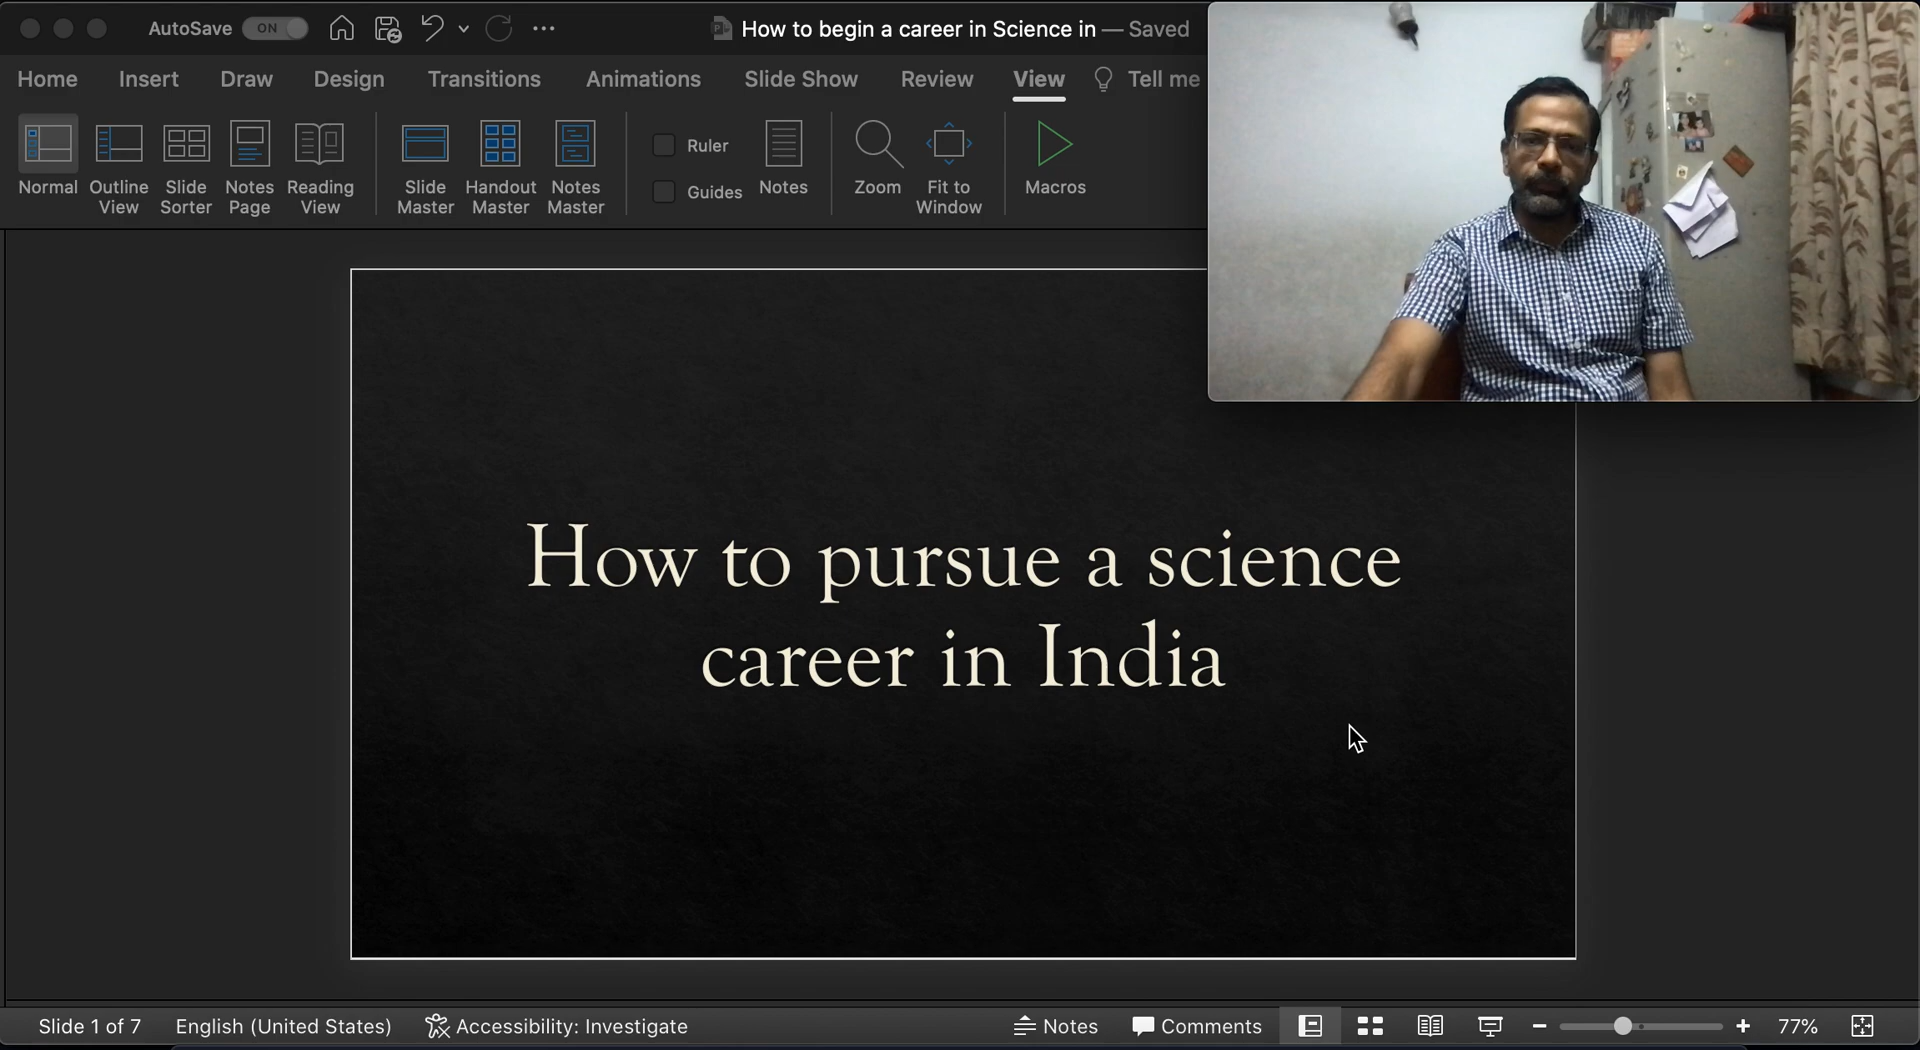 AutoSave ON
How to begin a career in Science in — Saved
Home Insert Draw Design Transitions Animations Slide Show Review View Tell me
Normal
Outline View
Slide Sorter
Notes Page
Reading View
Slide Master
Handout Master
Notes Master
Ruler
Guides
Notes
Zoom
Fit to Window
Macros
How to pursue a science
career in India
Slide 1 of 7 English (United States) Accessibility: Investigate Notes Comments 77%